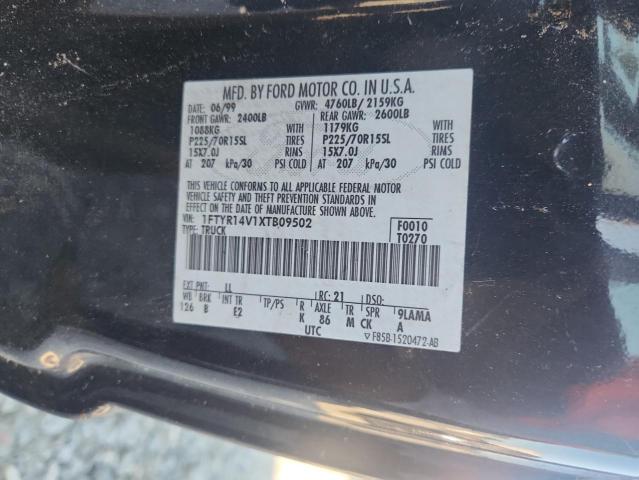 MFD. BY FORD MOTOR CO. IN U.S.A.
DATE: 06/99 GVWR: 4760LB/ 2159KG
FRONT GAWR: 2400LB REAR GAWR: 2600LB
1088KG WITH 1179KG WITH
P225/70R15SL TIRES P225/70R15SL TIRES
15X7.0J RIMS 15X7.0J RIMS
AT 207 kPa/30 PSI COLD AT 207 kPa/30 PSI COLD
THIS VEHICLE CONFORMS TO ALL APPLICABLE FEDERAL MOTOR
VEHICLE SAFETY AND THEFT PREVENTION STANDARDS IN
EFFECT ON THE DATE OF MANUFACTURE SHOWN ABOVE.
VIN: 1FTYR14V1XTB09502 F0010
TYPE: TRUCK T0270
EXT PNT: LL RC: 21 DSO:
WB BRK INT TR TP/PS R AXLE TR SPR 9LAMA
126 B E2 K 86 M CK A
UTC
▽ F85B-1520472-AB